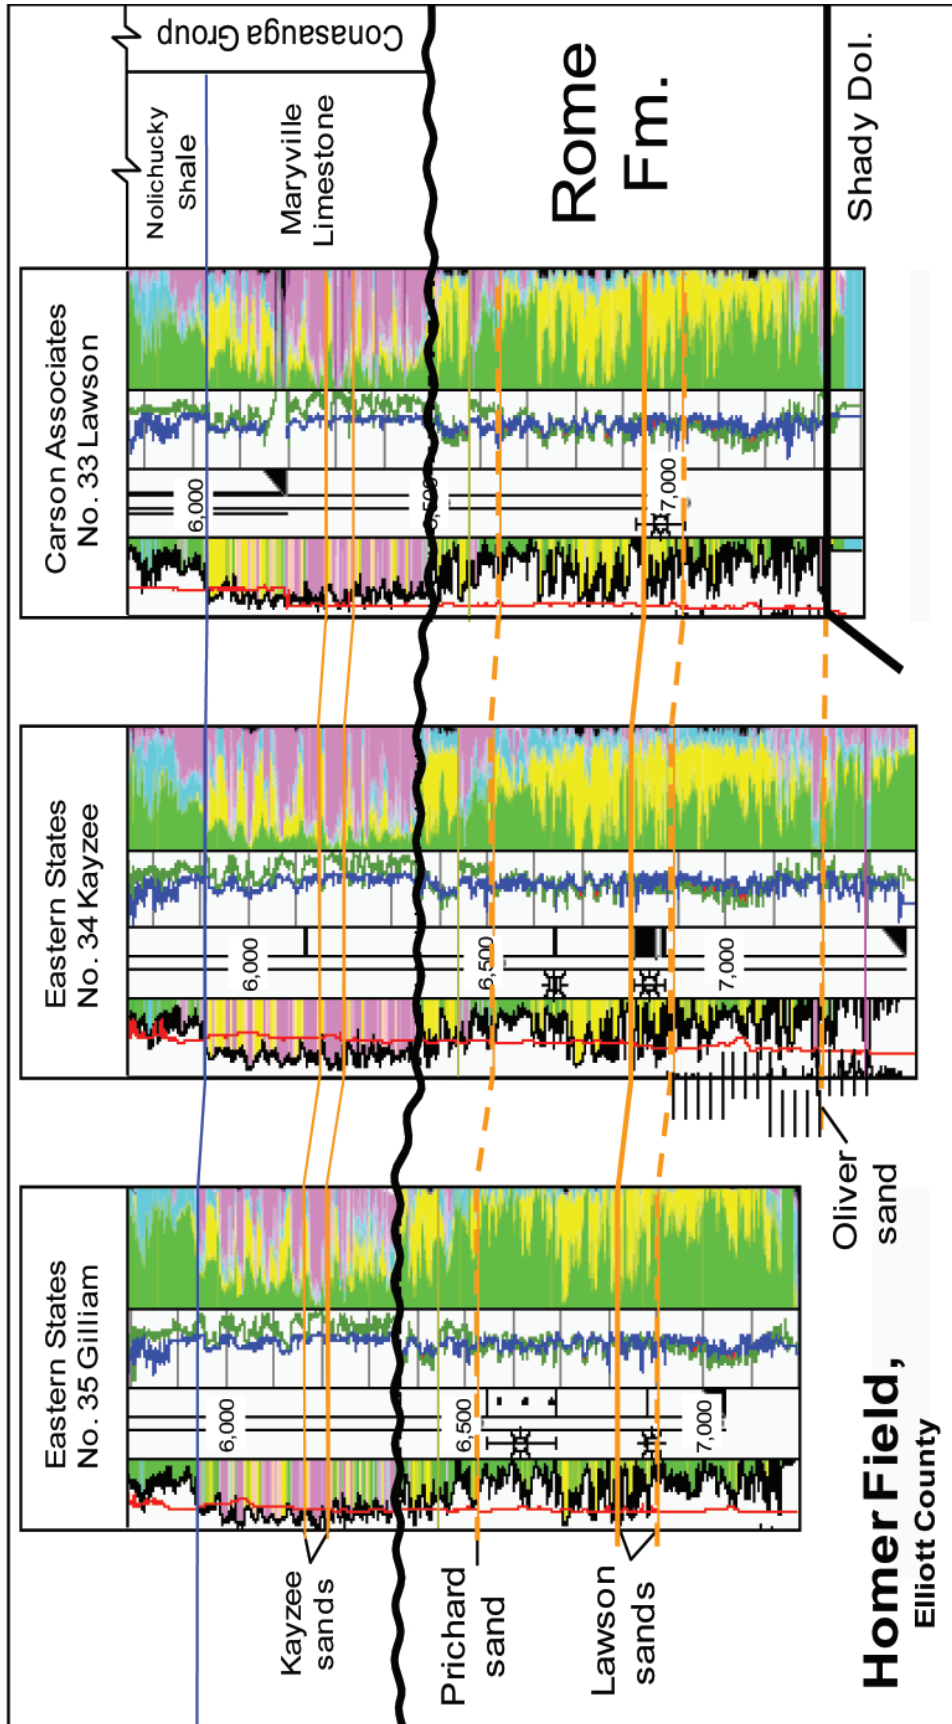 Conasauga Group
Nolichucky
Shale
Maryville
Limestone
Rome
Fm.
Shady Dol.
Carson Associates
No. 33 Lawson
6,000
6,500
7,000
Eastern States
No. 34 Kayzee
6,000
6,500
7,000
Eastern States
No. 35 Gilliam
6,000
6,500
7,000
Kayzee
sands
Prichard
sand
Lawson
sands
Oliver
sand
Homer Field,
Elliott County